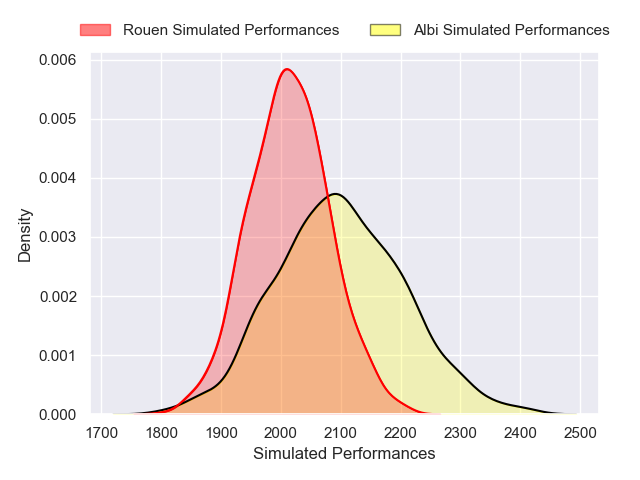 Rouen Simulated Performances Albi Simulated Performances
0.006
0.005
0.004
0.003
0.002
0.001
0.000
Density
1700 1800 1900 2000 2100 2200 2300 2400 2500
Simulated Performances